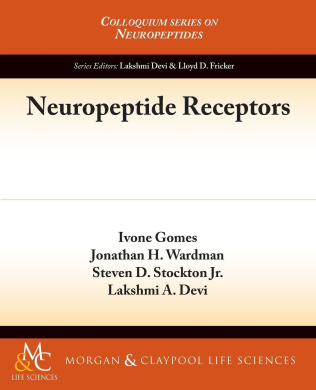 Colloquium series on
Neuropeptides
Series Editors: Lakshmi Devi & Lloyd D. Fricker
Neuropeptide Receptors
Ivone Gomes
Jonathan H. Wardman
Steven D. Stockton Jr.
Lakshmi A. Devi
M&C
LIFE SCIENCES
MORGAN & CLAYPOOL LIFE SCIENCES